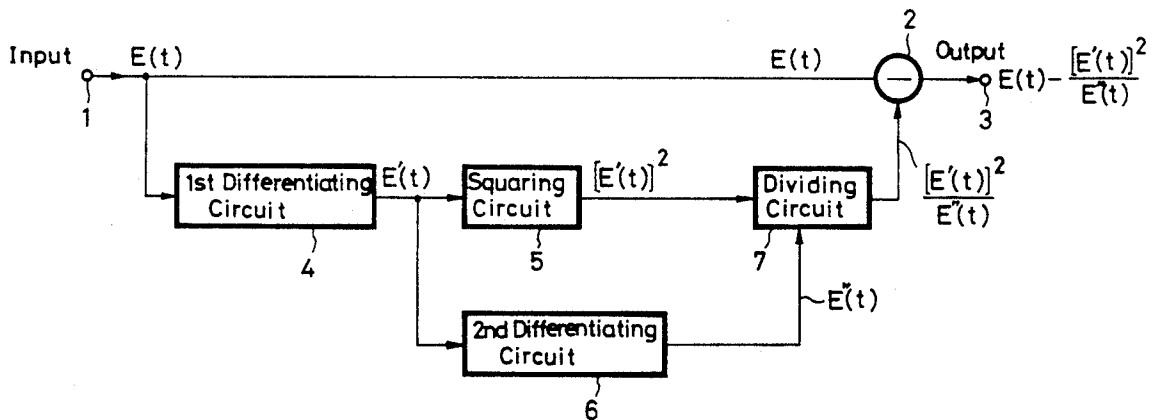 Input
E(t)
1
E(t)
2
Output
3
E(t) - [E'(t)]² / E"(t)
1st Differentiating
Circuit
4
E'(t)
Squaring
Circuit
5
[E'(t)]²
Dividing
Circuit
7
[E'(t)]² / E"(t)
E"(t)
2nd Differentiating
Circuit
6